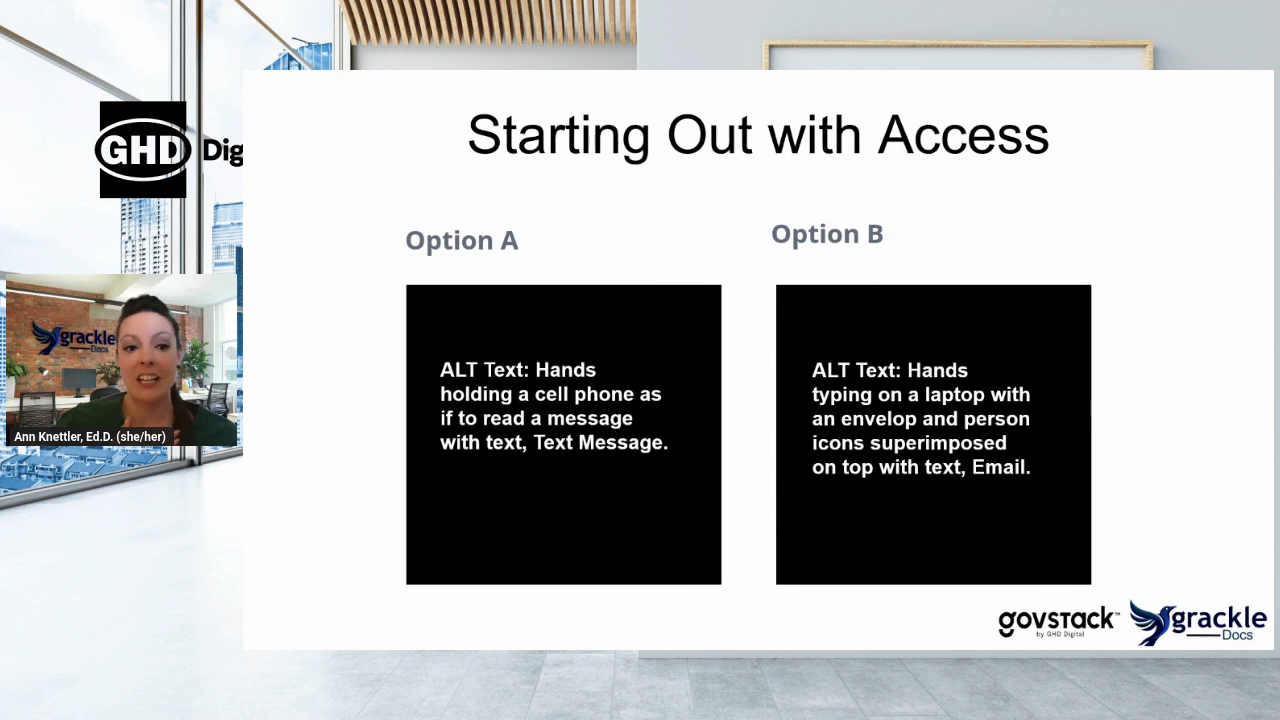 GHD Dig
Starting Out with Access
Option A
Option B
ALT Text: Hands
holding a cell phone as
if to read a message
with text, Text Message.
ALT Text: Hands
typing on a laptop with
an envelop and person
icons superimposed
on top with text, Email.
grackle
Docs
Ann Knettler, Ed.D. (she/her)
govstack™
by GHD Digital
grackle
Docs